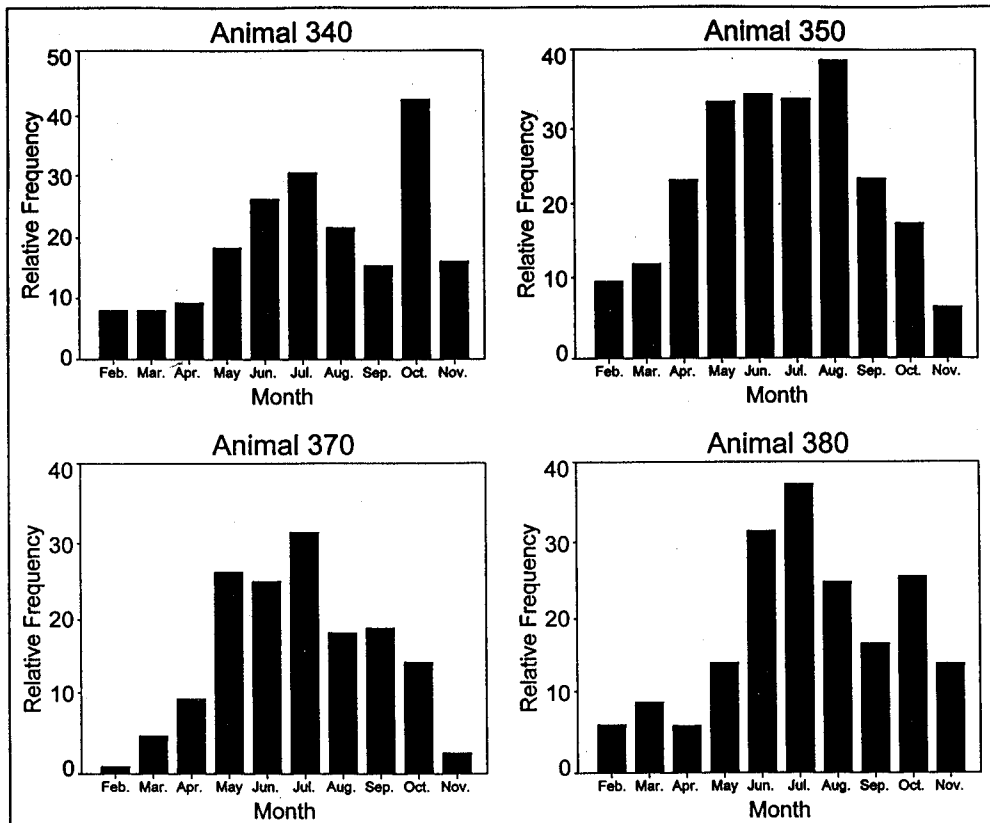 Animal 340
50
40
30
20
10
0
Relative Frequency
Feb. Mar. Apr. May Jun. Jul. Aug. Sep. Oct. Nov.
Month
Animal 350
40
30
20
10
0
Relative Frequency
Feb. Mar. Apr. May Jun. Jul. Aug. Sep. Oct. Nov.
Month
Animal 370
40
30
20
10
0
Relative Frequency
Feb. Mar. Apr. May Jun. Jul. Aug. Sep. Oct. Nov.
Month
Animal 380
40
30
20
10
0
Relative Frequency
Feb. Mar. Apr. May Jun. Jul. Aug. Sep. Oct. Nov.
Month